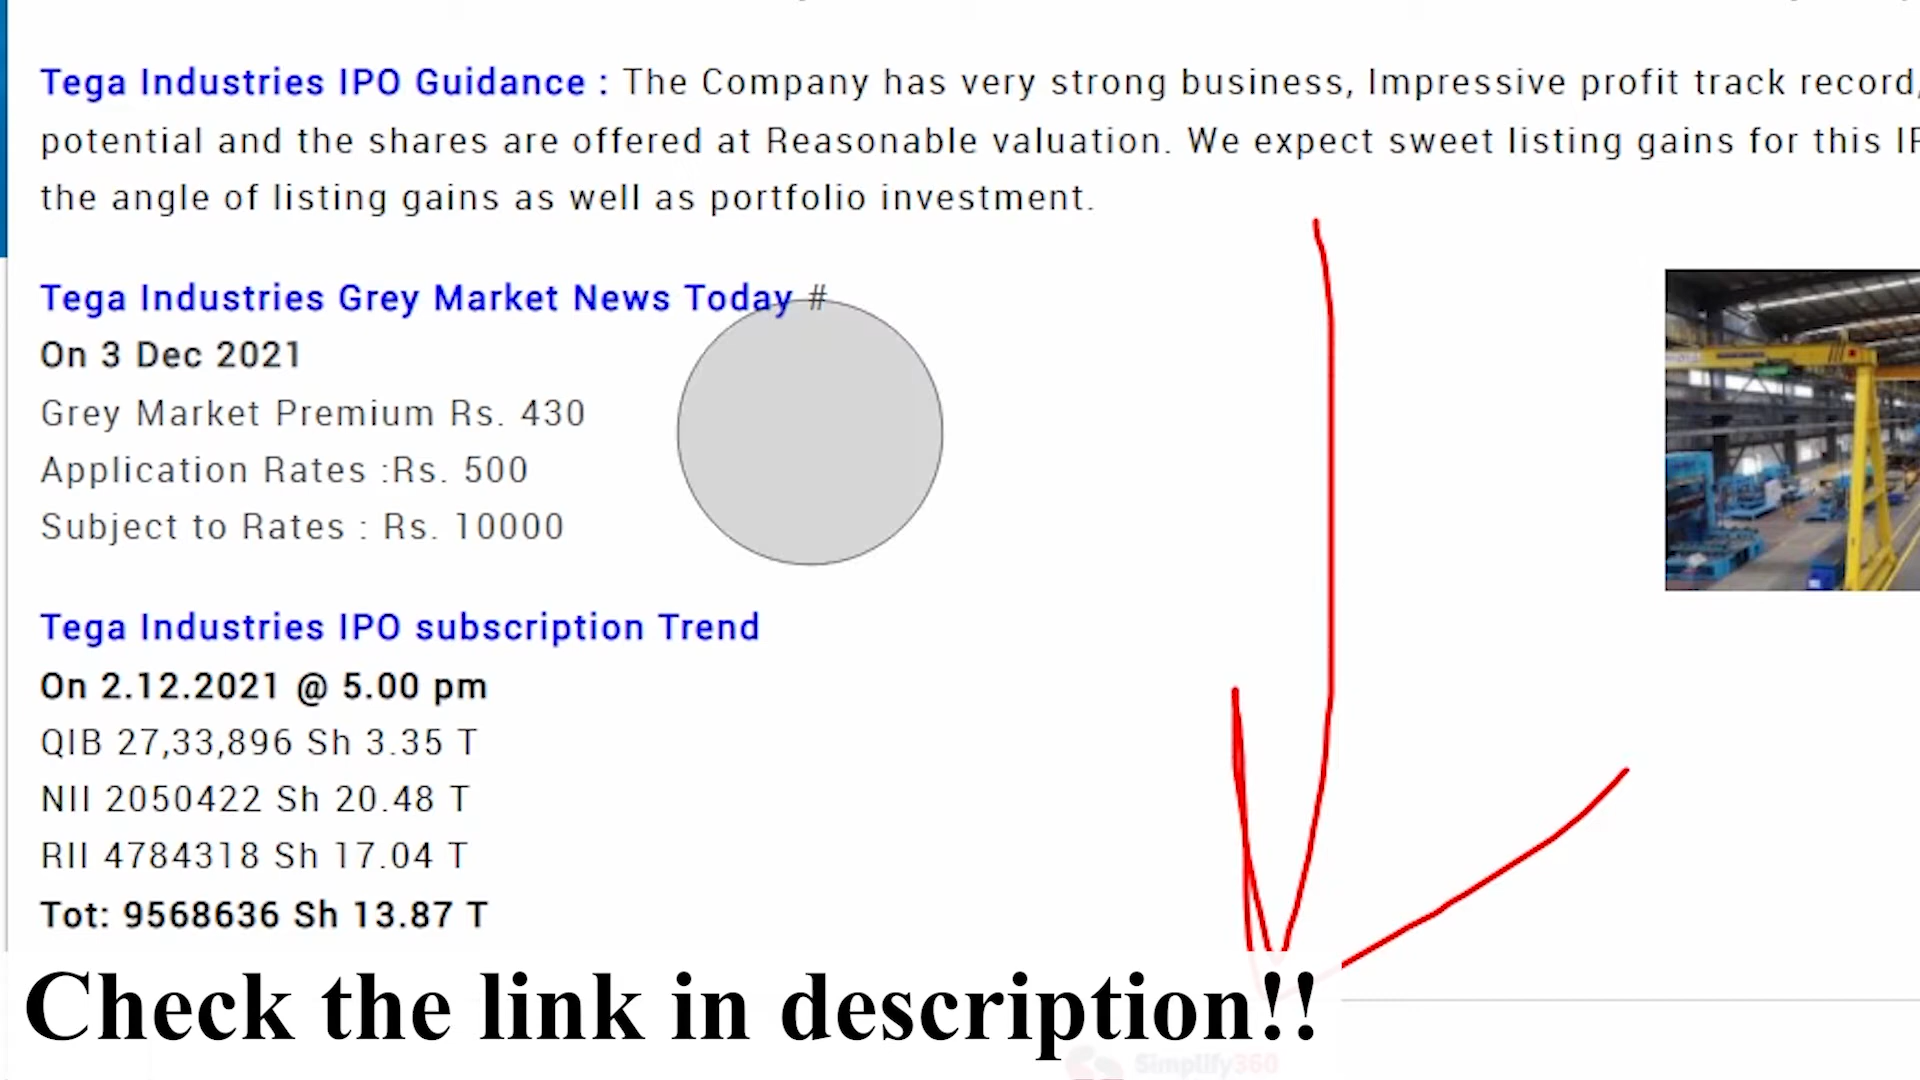 Tega Industries IPO Guidance : The Company has very strong business, Impressive profit track record,
potential and the shares are offered at Reasonable valuation. We expect sweet listing gains for this
the angle of listing gains as well as portfolio investment.
Tega Industries Grey Market News Today #
On 3 Dec 2021
Grey Market Premium Rs. 430
Application Rates :Rs. 500
Subject to Rates : Rs. 10000
Tega Industries IPO subscription Trend
On 2.12.2021 @ 5.00 pm
QIB 27,33,896 Sh 3.35 T
NII 2050422 Sh 20.48 T
RII 4784318 Sh 17.04 T
Tot: 9568636 Sh 13.87 T
Check the link in description!!
Simplify360